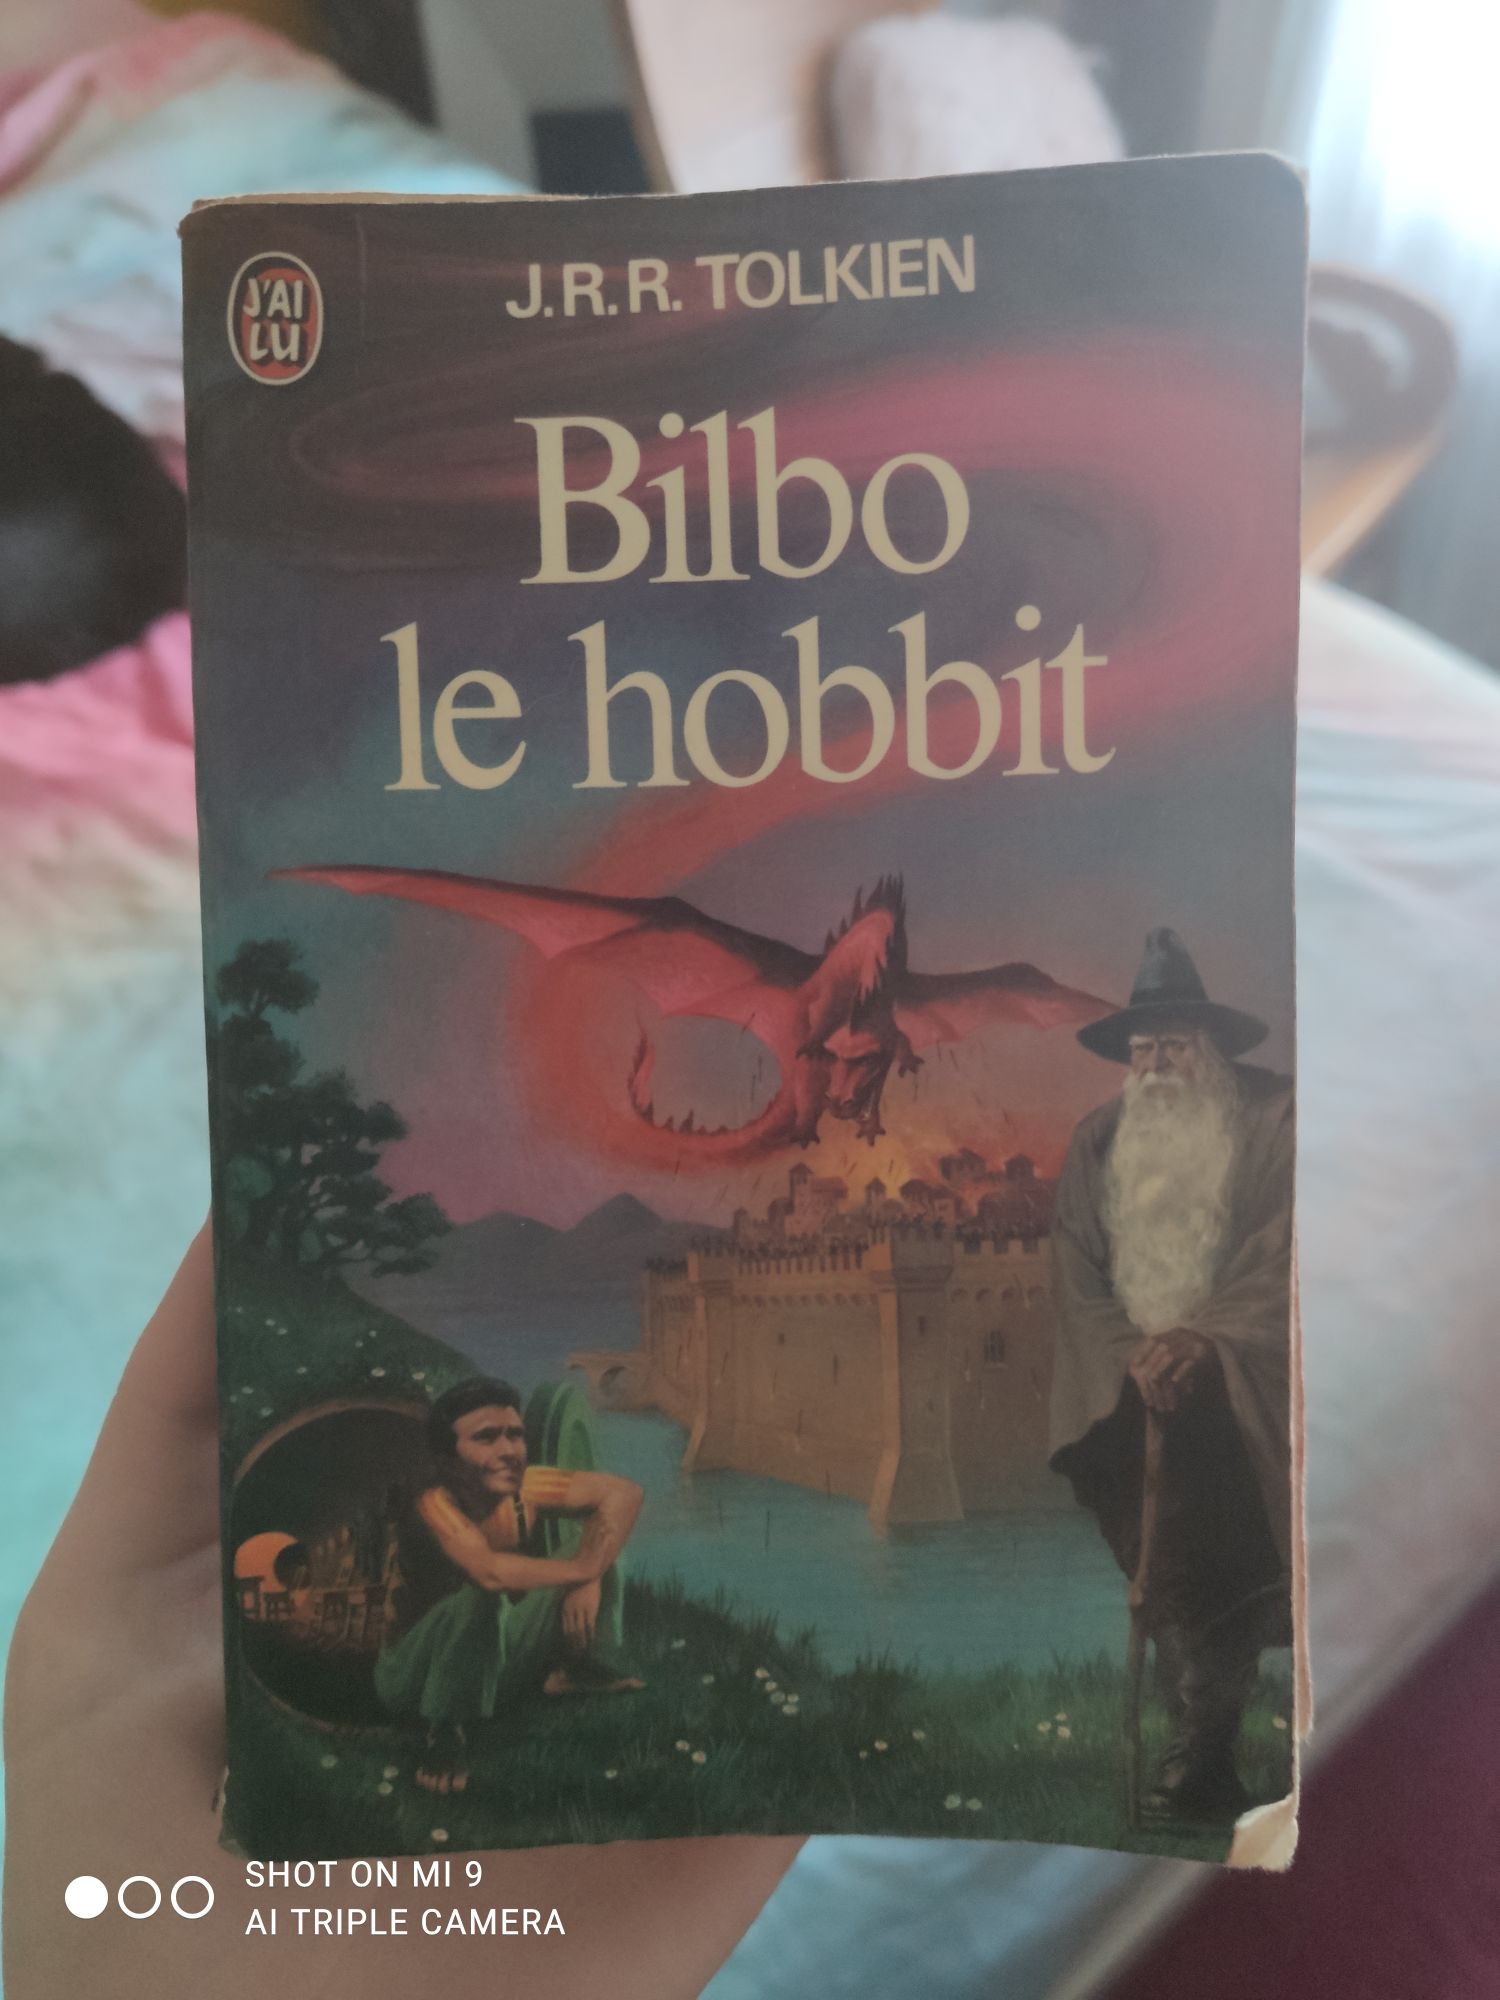 J'AI
LU
J.R.R. TOLKIEN
Bilbo
le hobbit
SHOT ON MI 9
AI TRIPLE CAMERA